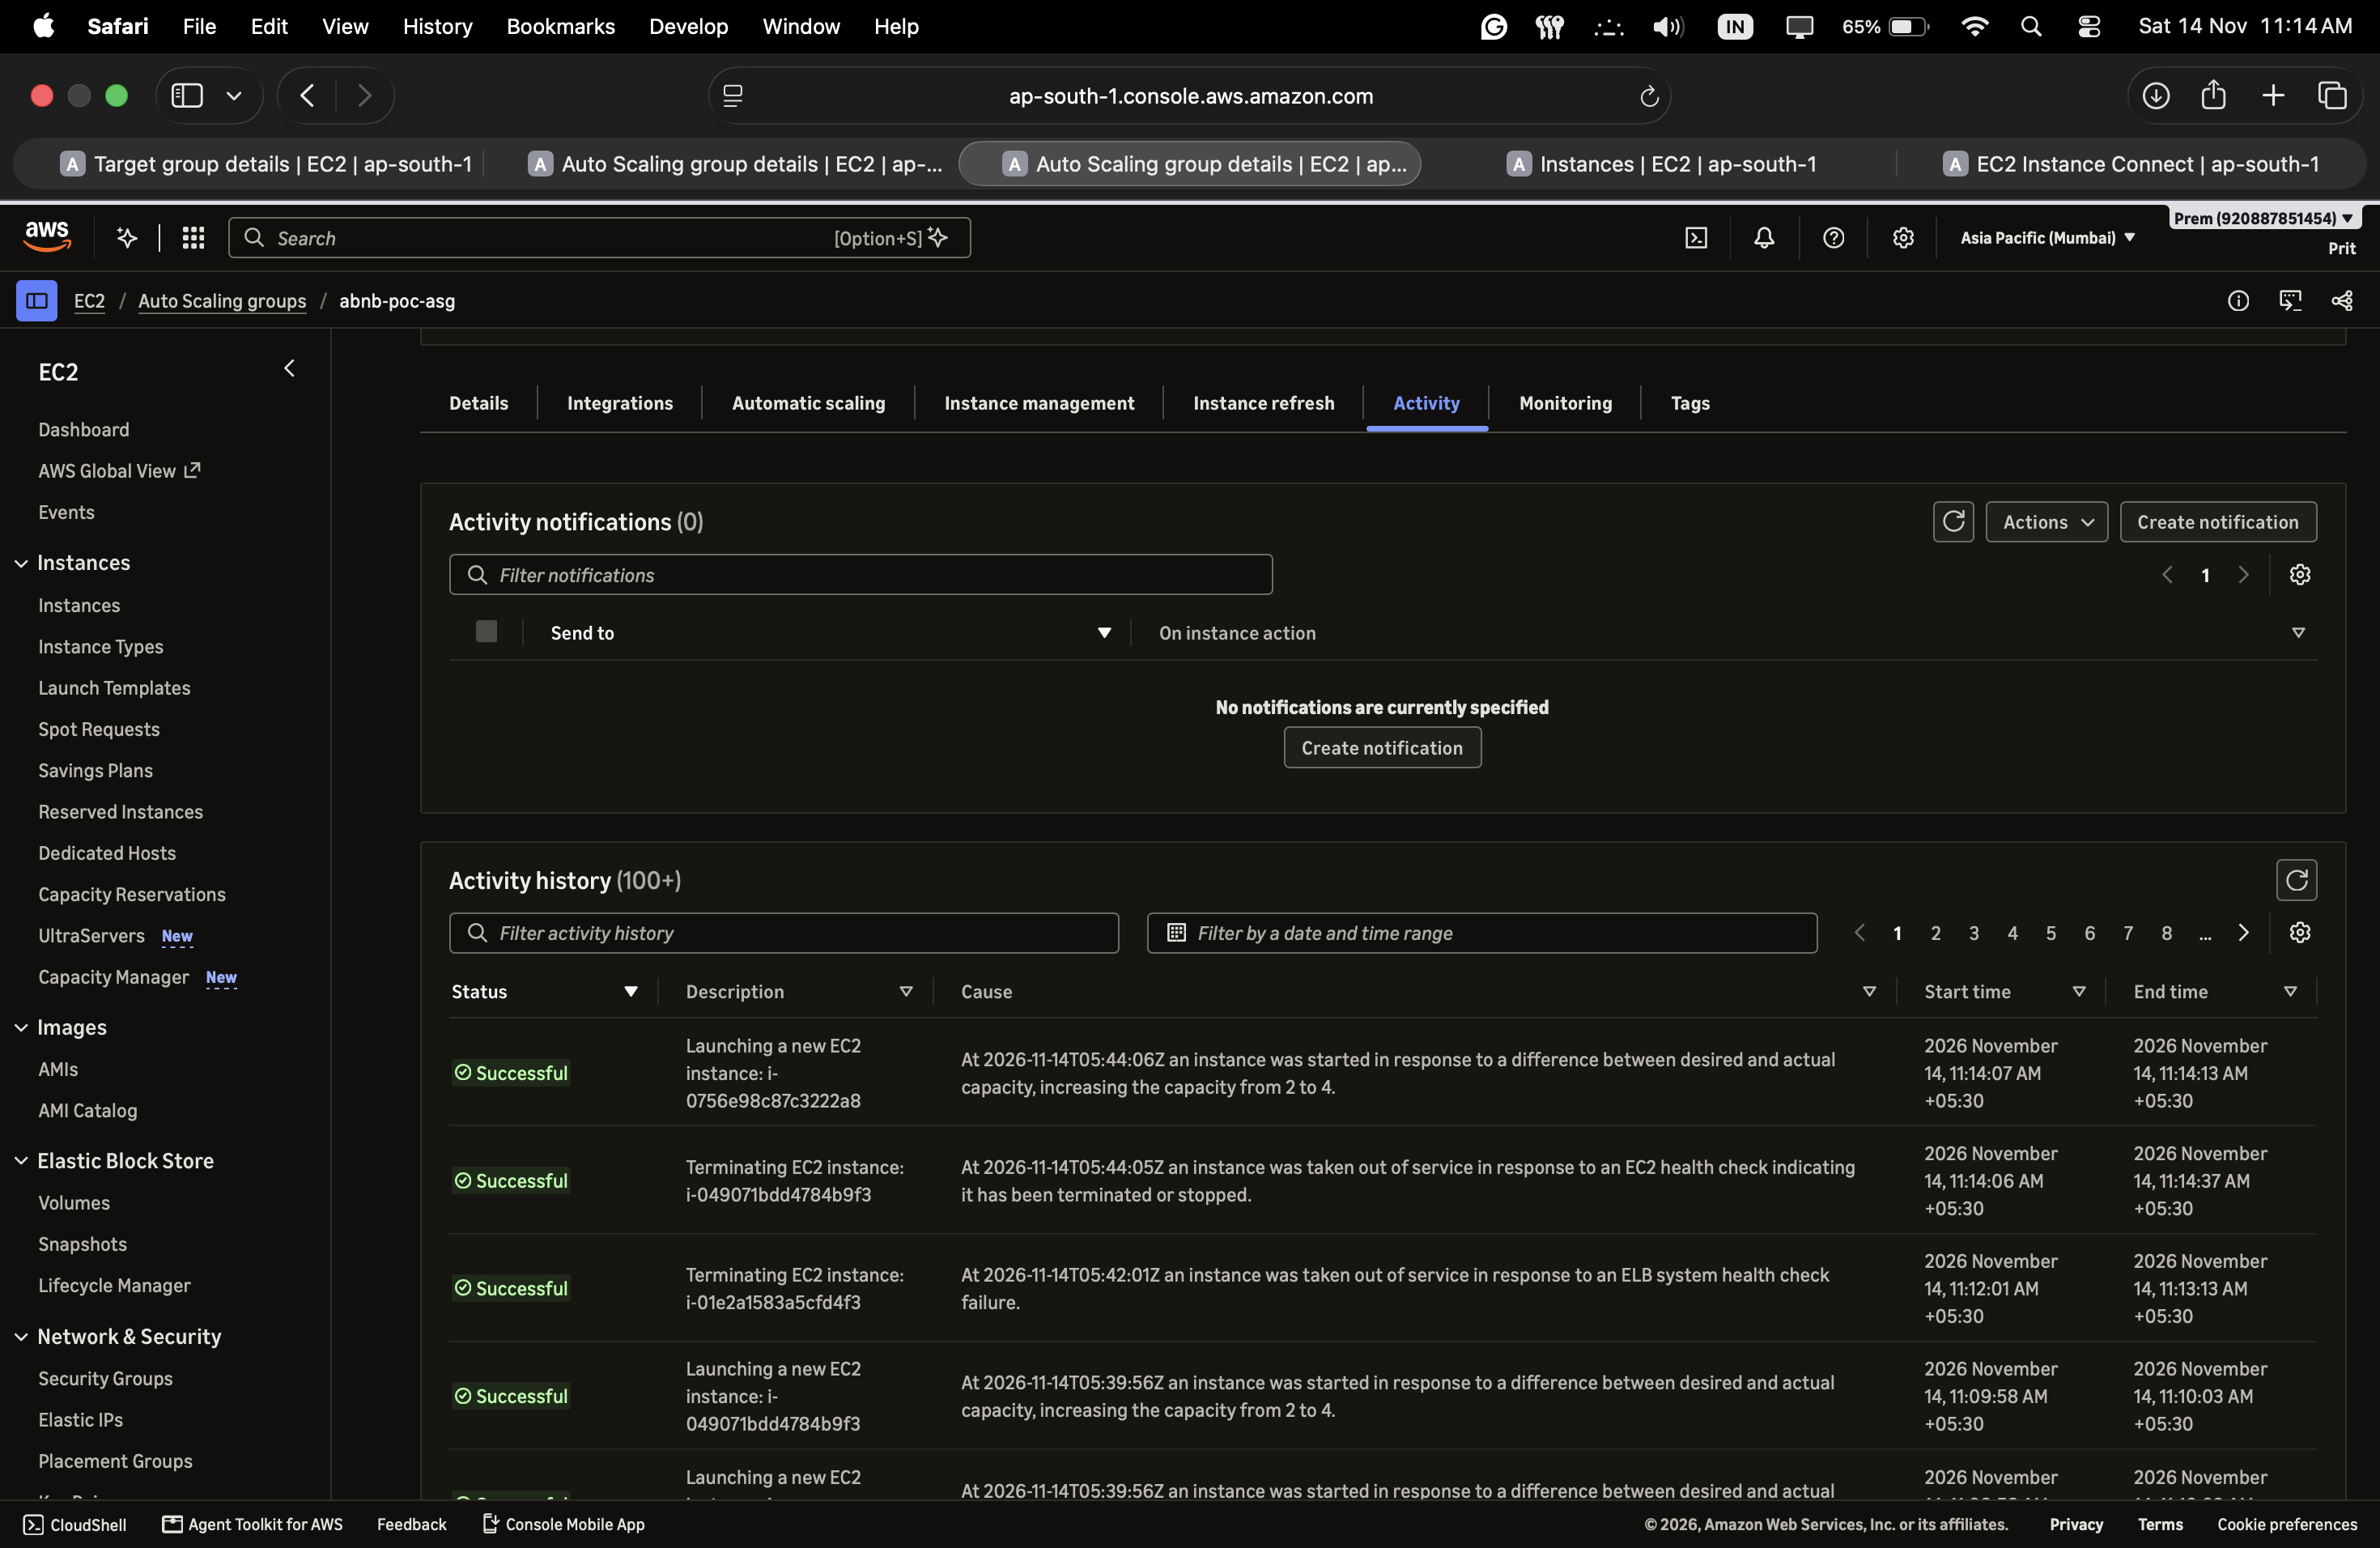 Safari File Edit View History Bookmarks Develop Window Help IN 65% Sat 14 Nov 11:14 AM
ap-south-1.console.aws.amazon.com
A Target group details | EC2 | ap-south-1 A Auto Scaling group details | EC2 | ap-... A Auto Scaling group details | EC2 | ap... A Instances | EC2 | ap-south-1 A EC2 Instance Connect | ap-south-1
aws Search [Option+S] Asia Pacific (Mumbai) Prem (920887851454)
Prit
EC2 / Auto Scaling groups / abnb-poc-asg
EC2
Dashboard
AWS Global View
Events
Instances
Instances
Instance Types
Launch Templates
Spot Requests
Savings Plans
Reserved Instances
Dedicated Hosts
Capacity Reservations
UltraServers New
Capacity Manager New
Images
AMIs
AMI Catalog
Elastic Block Store
Volumes
Snapshots
Lifecycle Manager
Network & Security
Security Groups
Elastic IPs
Placement Groups
Details Integrations Automatic scaling Instance management Instance refresh Activity Monitoring Tags
Activity notifications (0) Actions Create notification
Filter notifications 1
Send to On instance action
No notifications are currently specified
Create notification
Activity history (100+)
Filter activity history Filter by a date and time range 1 2 3 4 5 6 7 8 ...
Status Description Cause Start time End time
Successful
Launching a new EC2
instance: i-
0756e98c87c3222a8
At 2026-11-14T05:44:06Z an instance was started in response to a difference between desired and actual
capacity, increasing the capacity from 2 to 4.
2026 November
14, 11:14:07 AM
+05:30
2026 November
14, 11:14:13 AM
+05:30
Successful
Terminating EC2 instance:
i-049071bdd4784b9f3
At 2026-11-14T05:44:05Z an instance was taken out of service in response to an EC2 health check indicating
it has been terminated or stopped.
2026 November
14, 11:14:06 AM
+05:30
2026 November
14, 11:14:37 AM
+05:30
Successful
Terminating EC2 instance:
i-01e2a1583a5cfd4f3
At 2026-11-14T05:42:01Z an instance was taken out of service in response to an ELB system health check
failure.
2026 November
14, 11:12:01 AM
+05:30
2026 November
14, 11:13:13 AM
+05:30
Successful
Launching a new EC2
instance: i-
049071bdd4784b9f3
At 2026-11-14T05:39:56Z an instance was started in response to a difference between desired and actual
capacity, increasing the capacity from 2 to 4.
2026 November
14, 11:09:58 AM
+05:30
2026 November
14, 11:10:03 AM
+05:30
Launching a new EC2
At 2026-11-14T05:39:56Z an instance was started in response to a difference between desired and actual
2026 November
2026 November
CloudShell Agent Toolkit for AWS Feedback Console Mobile App © 2026, Amazon Web Services, Inc. or its affiliates. Privacy Terms Cookie preferences